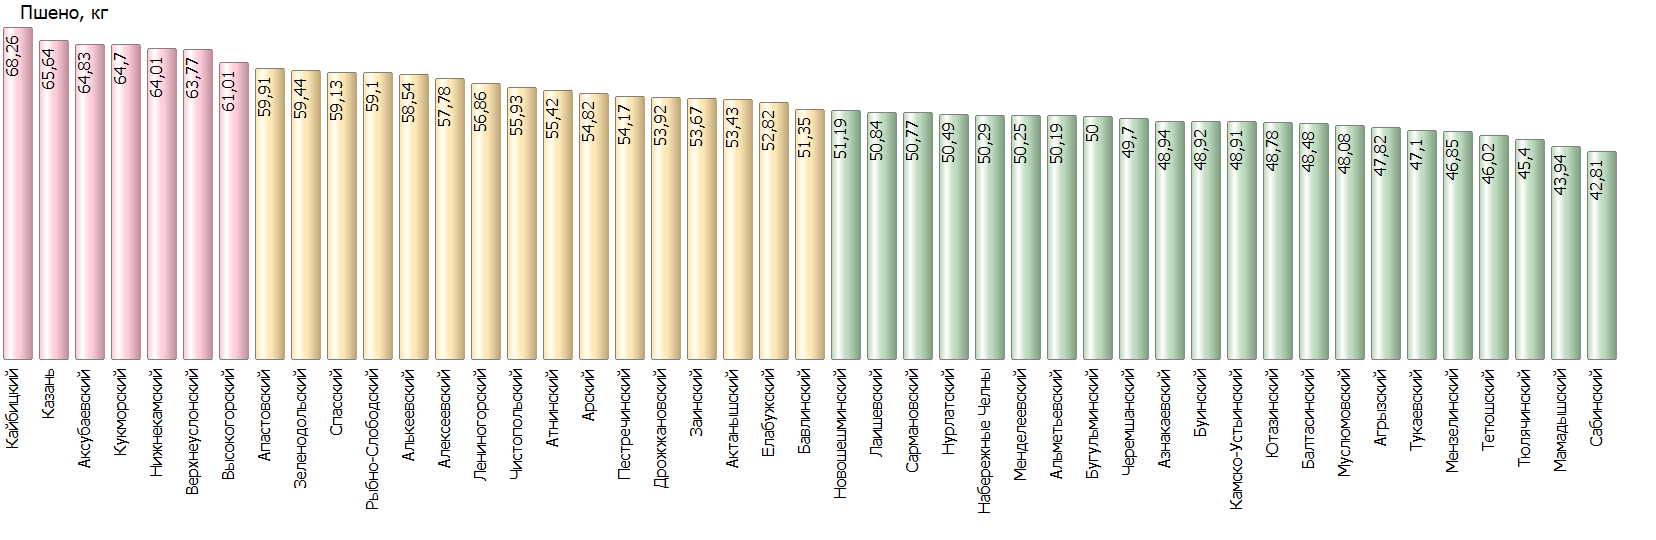 Пшено, кг
68,26
65,64
64,83
64,7
64,01
63,77
61,01
59,91
59,44
59,13
59,1
58,54
57,78
56,86
55,93
55,42
54,82
54,17
53,92
53,67
53,43
52,82
51,35
51,19
50,84
50,77
50,49
50,29
50,25
50,19
50
49,7
48,94
48,92
48,91
48,78
48,48
48,08
47,82
47,1
46,85
46,02
45,4
43,94
42,81
Кайбицкий
Казань
Аксубаевский
Кукморский
Нижнекамский
Верхнеуслонский
Высокогорский
Апастовский
Зеленодольский
Спасский
Рыбно-Слободский
Алькеевский
Алексеевский
Лениногорский
Чистопольский
Атнинский
Арский
Пестречинский
Дрожжановский
Заинский
Актанышский
Елабужский
Бавлинский
Новошешминский
Лаишевский
Сармановский
Нурлатский
Набережные Челны
Менделеевский
Альметьевский
Бугульминский
Черемшанский
Азнакаевский
Буинский
Камско-Устьинский
Ютазинский
Балтасинский
Муслюмовский
Агрызский
Тукаевский
Мензелинский
Тетюшский
Тюлячинский
Мамадышский
Сабинский